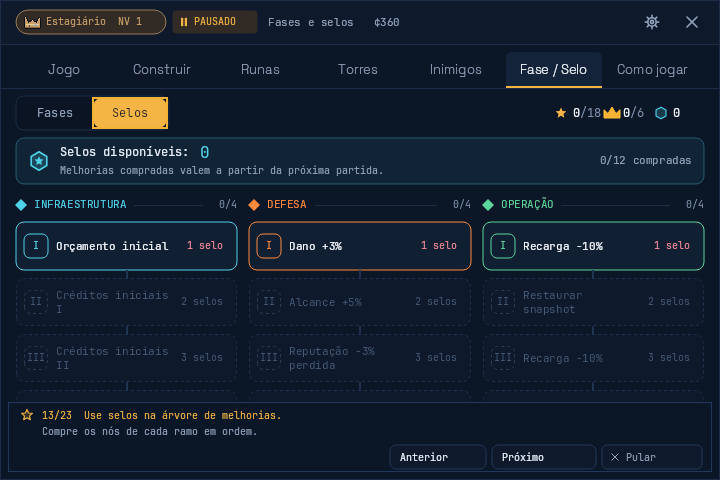 Estagiário NV 1 PAUSADO Fases e selos ¢360
Jogo Construir Runas Torres Inimigos Fase/Selo Como jogar
Fases Selos 0/18 0/6 0
Selos disponíveis: 0
Melhorias compradas valem a partir da próxima partida.
0/12 compradas
INFRAESTRUTURA 0/4 DEFESA 0/4 OPERAÇÃO 0/4
I Orçamento inicial 1 selo
I Dano +3% 1 selo
I Recarga -10% 1 selo
II Créditos iniciais I 2 selos
II Alcance +5% 2 selos
II Restaurar snapshot 2 selos
III Créditos iniciais II 3 selos
III Reputação -3% perdida 3 selos
III Recarga -10% 3 selos
13/23 Use selos na árvore de melhorias.
Compre os nós de cada ramo em ordem.
Anterior Próximo Pular